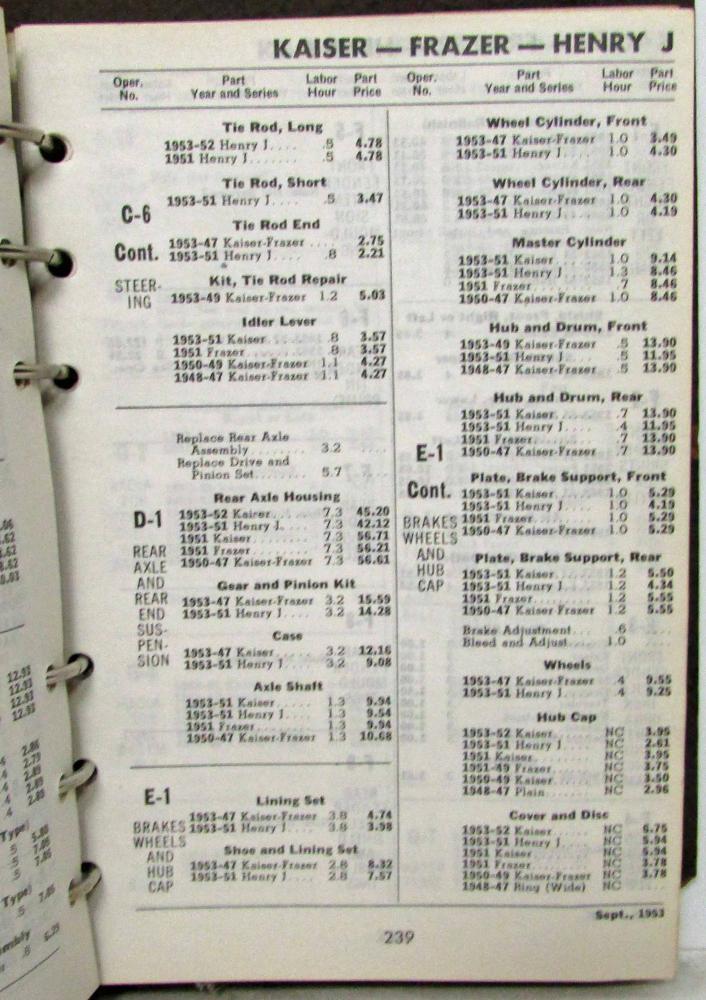 KAISER — FRAZER — HENRY J
Oper. No. Part Year and Series Labor Hour Part Price Oper. No. Part Year and Series Labor Hour Part Price
C-6
Cont.
STEER-
ING
Tie Rod, Long
1953-52 Henry J .... .5 4.78
1951 Henry J ....... .5 4.78
Tie Rod, Short
1953-51 Henry J .... .5 3.47
Tie Rod End
1953-47 Kaiser-Frazer .... 2.75
1953-51 Henry J .... .8 2.21
Kit, Tie Rod Repair
1953-49 Kaiser-Frazer 1.2 5.03
Idler Lever
1953-51 Kaiser ..... .8 3.57
1951 Frazer ........ .8 3.57
1950-49 Kaiser-Frazer 1.1 4.27
1948-47 Kaiser-Frazer 1.1 4.27
D-1
REAR
AXLE
AND
REAR
END
SUS-
PEN-
SION
Replace Rear Axle
Assembly ........ 3.2 ....
Replace Drive and
Pinion Set ....... 5.7 ....
Rear Axle Housing
1953-52 Kaiser ..... 7.3 45.20
1953-51 Henry J .... 7.3 42.12
1951 Kaiser ........ 7.3 56.71
1951 Frazer ........ 7.3 56.21
1950-47 Kaiser-Frazer 7.3 56.61
Gear and Pinion Kit
1953-47 Kaiser-Frazer 3.2 15.59
1953-51 Henry J .... 3.2 14.28
Case
1953-47 Kaiser ..... 3.2 12.16
1953-51 Henry J .... 3.2 9.08
Axle Shaft
1953-51 Kaiser ..... 1.3 9.94
1953-51 Henry J .... 1.3 9.54
1951 Frazer ........ 1.3 9.94
1950-47 Kaiser-Frazer 1.3 10.68
E-1
BRAKES
WHEELS
AND
HUB
CAP
Lining Set
1953-47 Kaiser-Frazer 3.8 4.74
1953-51 Henry J .... 3.8 3.98
Shoe and Lining Set
1953-47 Kaiser-Frazer 2.8 8.32
1953-51 Henry J .... 2.8 7.57
E-1
Cont.
BRAKES
WHEELS
AND
HUB
CAP
Wheel Cylinder, Front
1953-47 Kaiser-Frazer 1.0 3.49
1953-51 Henry J .... 1.0 4.30
Wheel Cylinder, Rear
1953-47 Kaiser-Frazer 1.0 4.30
1953-51 Henry J .... 1.0 4.19
Master Cylinder
1953-51 Kaiser ..... 1.0 9.14
1953-51 Henry J .... 1.3 8.46
1951 Frazer ........ .7 8.46
1950-47 Kaiser-Frazer 1.0 8.46
Hub and Drum, Front
1953-49 Kaiser-Frazer .5 13.90
1953-51 Henry J .... .5 11.95
1948-47 Kaiser-Frazer .5 13.90
Hub and Drum, Rear
1953-51 Kaiser ..... .7 13.90
1953-51 Henry J .... .4 11.95
1951 Frazer ........ .7 13.90
1950-47 Kaiser-Frazer .7 13.90
Plate, Brake Support, Front
1953-51 Kaiser ..... 1.0 5.29
1953-51 Henry J .... 1.0 4.19
1951 Frazer ........ 1.0 5.29
1950-47 Kaiser-Frazer 1.0 5.29
Plate, Brake Support, Rear
1953-51 Kaiser ..... 1.2 5.50
1953-51 Henry J .... 1.2 4.34
1951 Frazer ........ 1.2 5.55
1950-47 Kaiser Frazer 1.2 5.55
Brake Adjustment ... .6 ....
Bleed and Adjust .... 1.0 ....
Wheels
1953-47 Kaiser-Frazer .4 9.55
1953-51 Henry J .... .4 9.25
Hub Cap
1953-52 Kaiser ..... NC 3.95
1953-51 Henry J .... NC 2.61
1951 Kaiser ........ NC 3.95
1951-49 Frazer ..... NC 3.75
1950-49 Kaiser ..... NC 3.50
1948-47 Plain ...... NC 2.96
Cover and Disc
1953-52 Kaiser ..... NC 6.75
1953-51 Henry J .... NC 5.94
1951 Kaiser ........ NC 5.94
1951 Frazer ........ NC 3.78
1950-49 Kaiser-Frazer NC 3.78
1948-47 Ring (Wide) NC ....
Sept., 1953
239
12.93
12.93
12.93
12.93
Type)
Type)